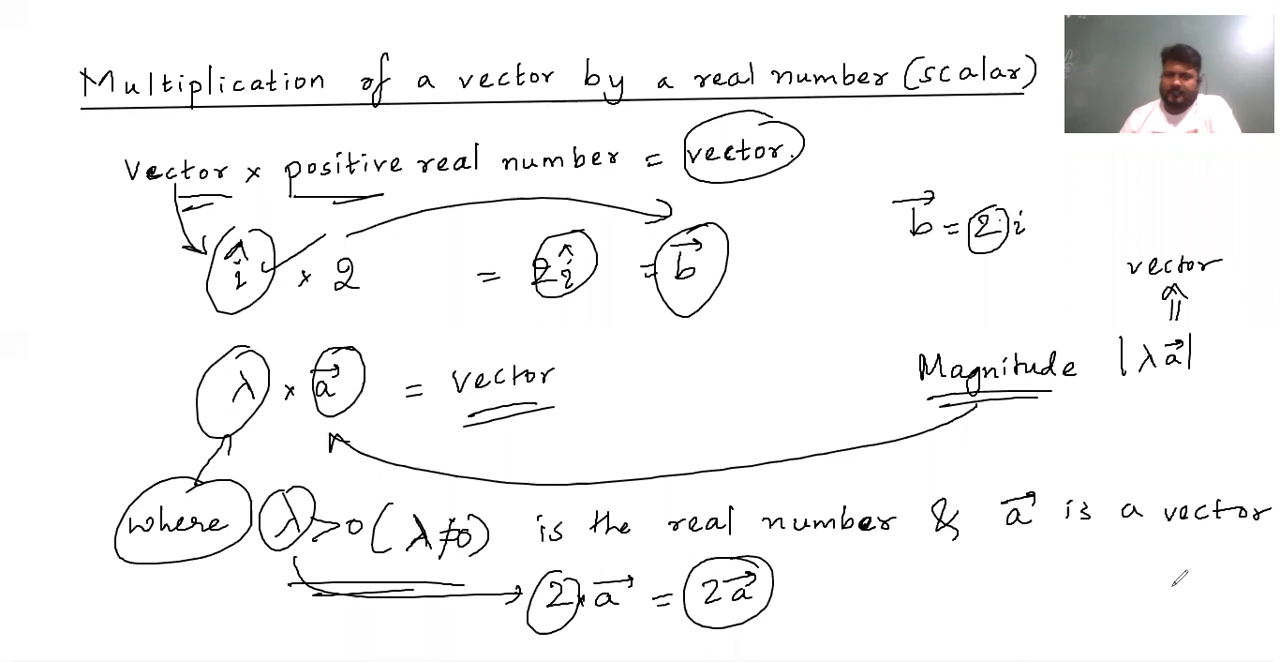 Multiplication of a vector by a real number (scalar)
vector × positive real number = vector.
î × 2 = 2î = b⃗
b⃗ = 2i
vector
⇑
λ × a⃗ = vector
Magnitude |λa⃗|
where λ>0 (λ≠0) is the real number & a⃗ is a vector
2×a⃗ = 2a⃗